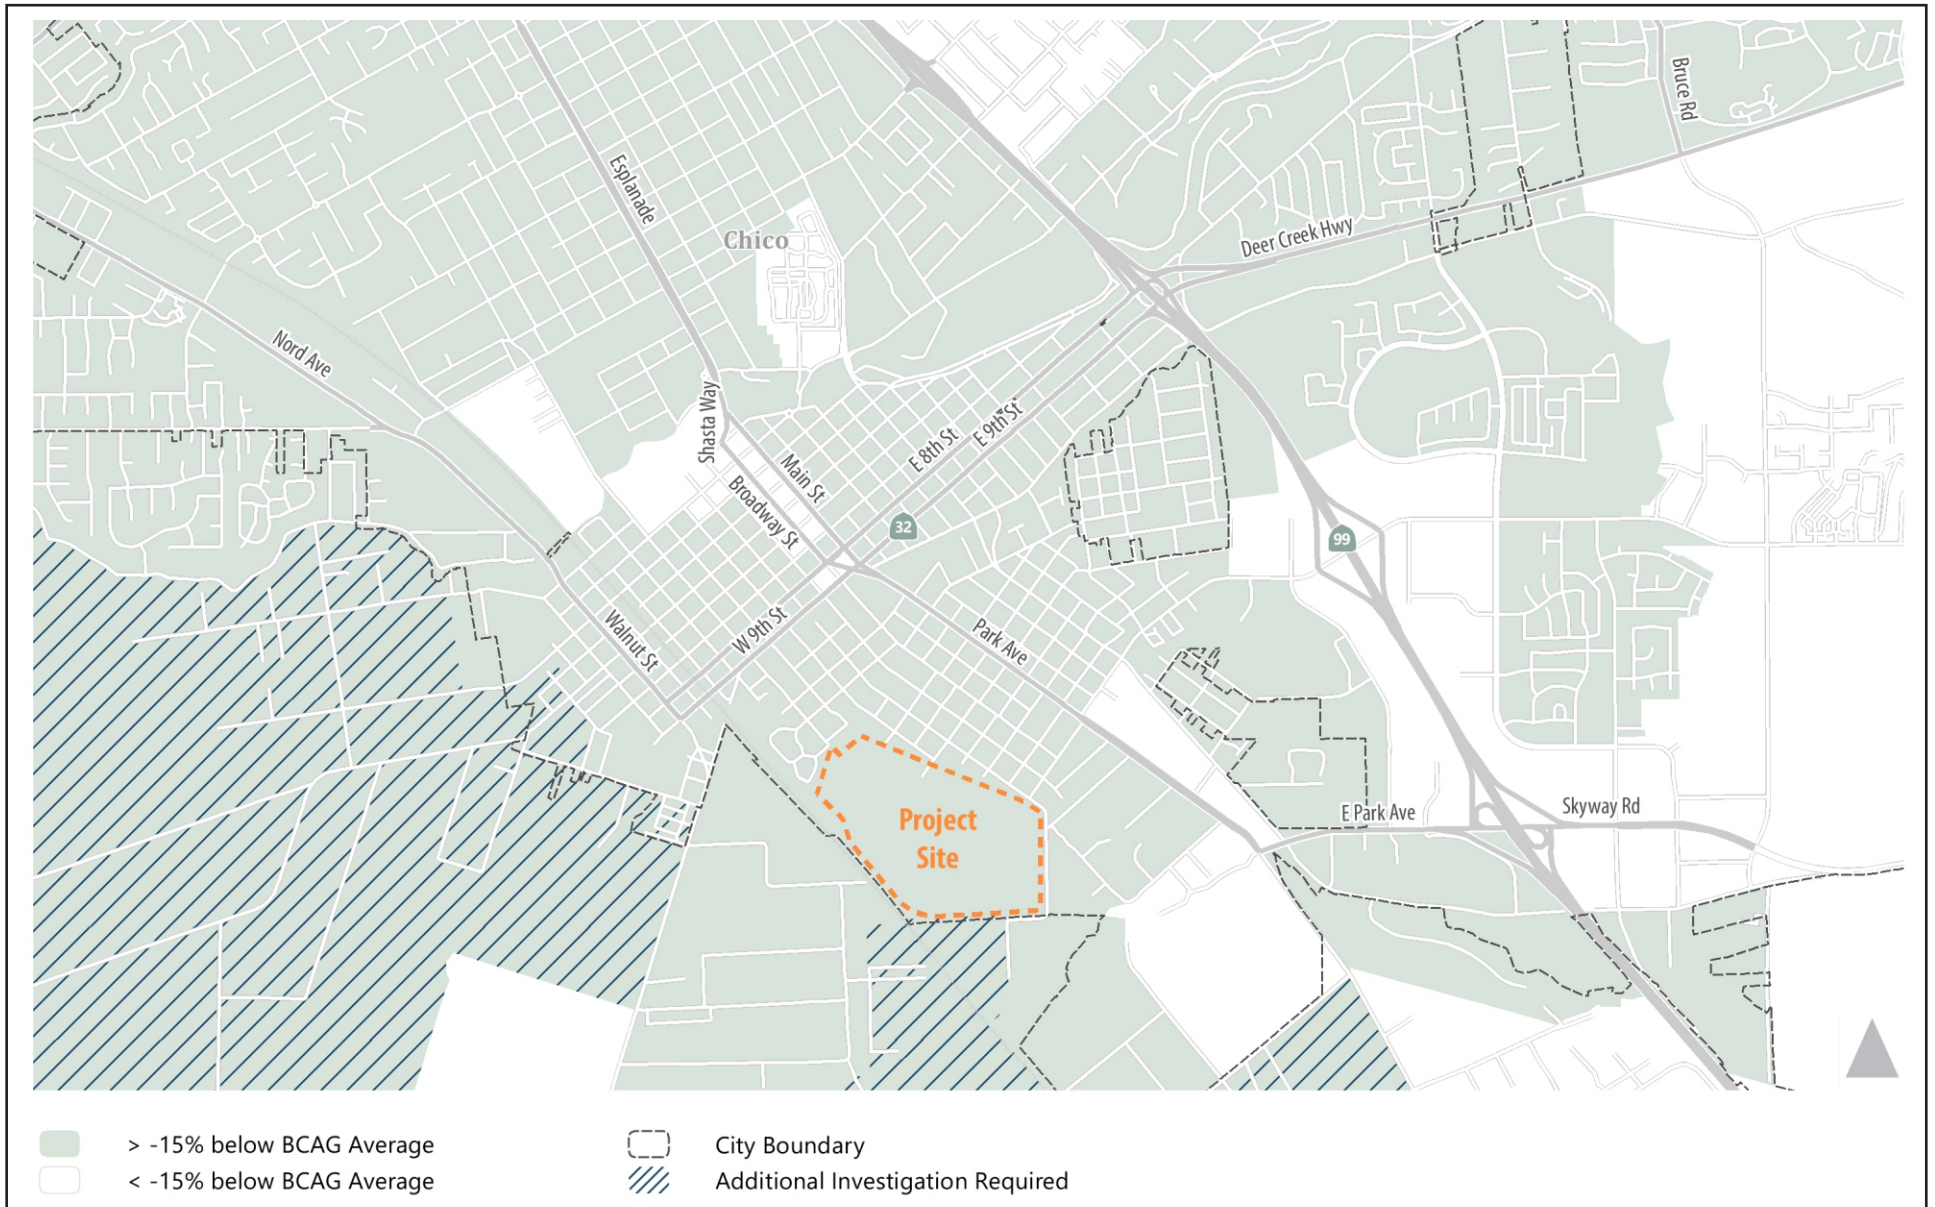 Bruce Rd
Esplanade
Chico
Deer Creek Hwy
Nord Ave
Shasta Way
E 8th St
E 9th St
Main St
Broadway St
32
99
W 9th St
Walnut St
Park Ave
Project
Site
E Park Ave
Skyway Rd
> -15% below BCAG Average
City Boundary
< -15% below BCAG Average
Additional Investigation Required